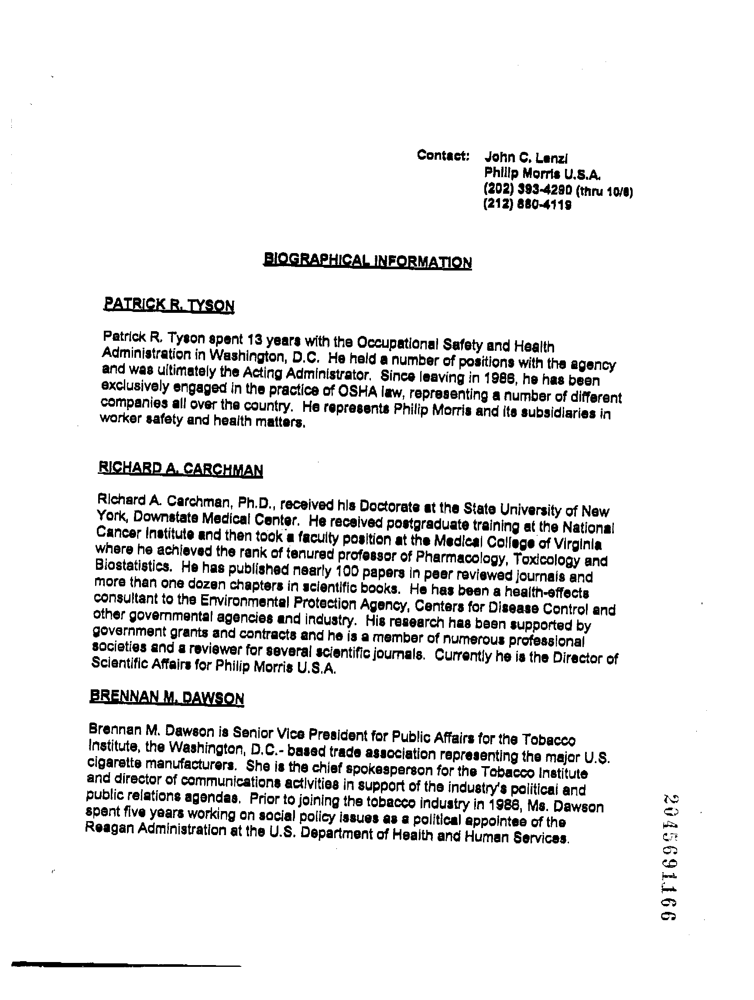 Contact: John C. Lenzi
Philip Morris U.S.A.
(202) 393-4290 (thru 10/6)
(212) 880-4119
BIOGRAPHICAL INFORMATION
PATRICK R. TYSON
Patrick R. Tyson spent 13 years with the Occupational Safety and Health
Administration in Washington, D.C. He held a number of positions with the agency
and was ultimately the Acting Administrator. Since leaving in 1986, he has been
exclusively engaged in the practice of OSHA law, representing a number of different
companies all over the country. He represents Philip Morris and its subsidiaries in
worker safety and health matters.
RICHARD A. CARCHMAN
Richard A. Carchman, Ph.D., received his Doctorate at the State University of New
York, Downstate Medical Center. He received postgraduate training at the National
Cancer Institute and then took a faculty position at the Medical College of Virginia
where he achieved the rank of tenured professor of Pharmacology, Toxicology and
Biostatistics. He has published nearly 100 papers in peer reviewed journals and
more than one dozen chapters in scientific books. He has been a health-effects
consultant to the Environmental Protection Agency, Centers for Disease Control and
other governmental agencies and industry. His research has been supported by
government grants and contracts and he is a member of numerous professional
societies and a reviewer for several scientific journals. Currently he is the Director of
Scientific Affairs for Philip Morris U.S.A.
BRENNAN M. DAWSON
Brennan M. Dawson is Senior Vice President for Public Affairs for the Tobacco
Institute, the Washington, D.C.- based trade association representing the major U.S.
cigarette manufacturers. She is the chief spokesperson for the Tobacco Institute
and director of communications activities in support of the industry's political and
public relations agendas. Prior to joining the tobacco industry in 1986, Ms. Dawson
spent five years working on social policy issues as a political appointee of the
Reagan Administration at the U.S. Department of Health and Human Services.
2045691166